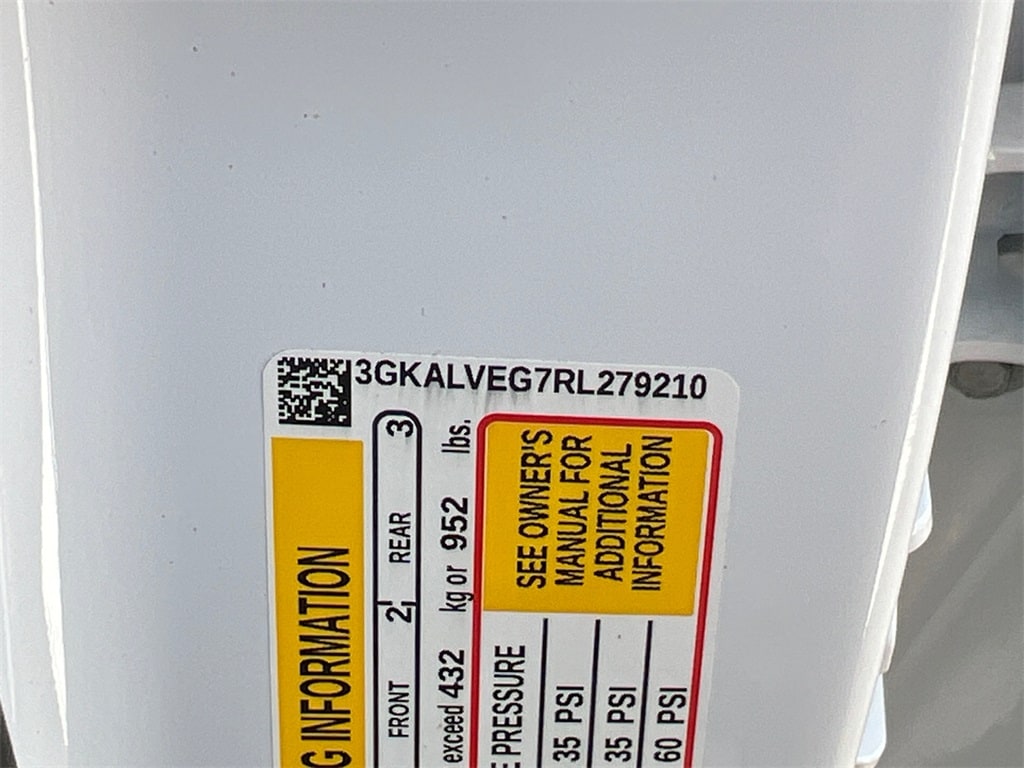 3GKALVEG7RL279210
G INFORMATION
FRONT 2 REAR 3
exceed 432 kg or 952 lbs.
E PRESSURE
35 PSI
35 PSI
60 PSI
SEE OWNER'S
MANUAL FOR
ADDITIONAL
INFORMATION